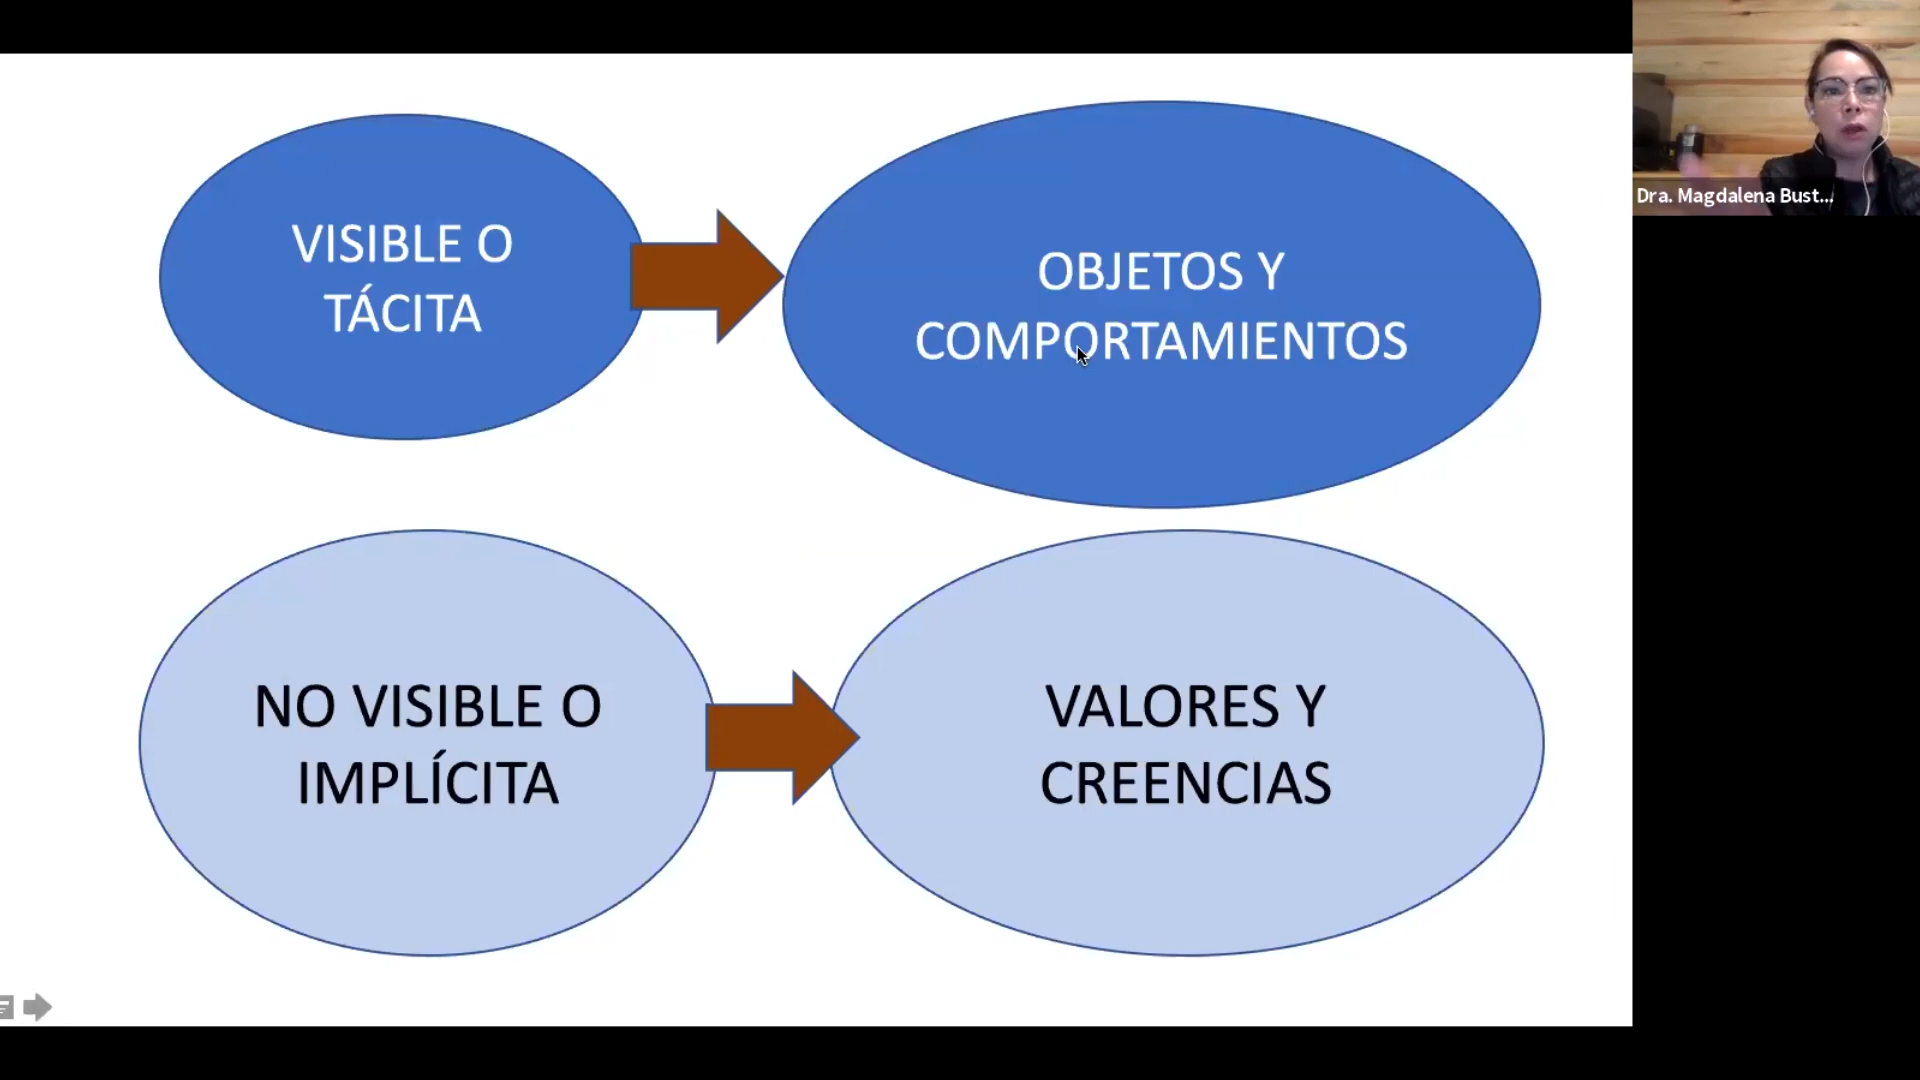 VISIBLE O
TÁCITA
OBJETOS Y
COMPORTAMIENTOS
NO VISIBLE O
IMPLÍCITA
VALORES Y
CREENCIAS
Dra. Magdalena Bust...